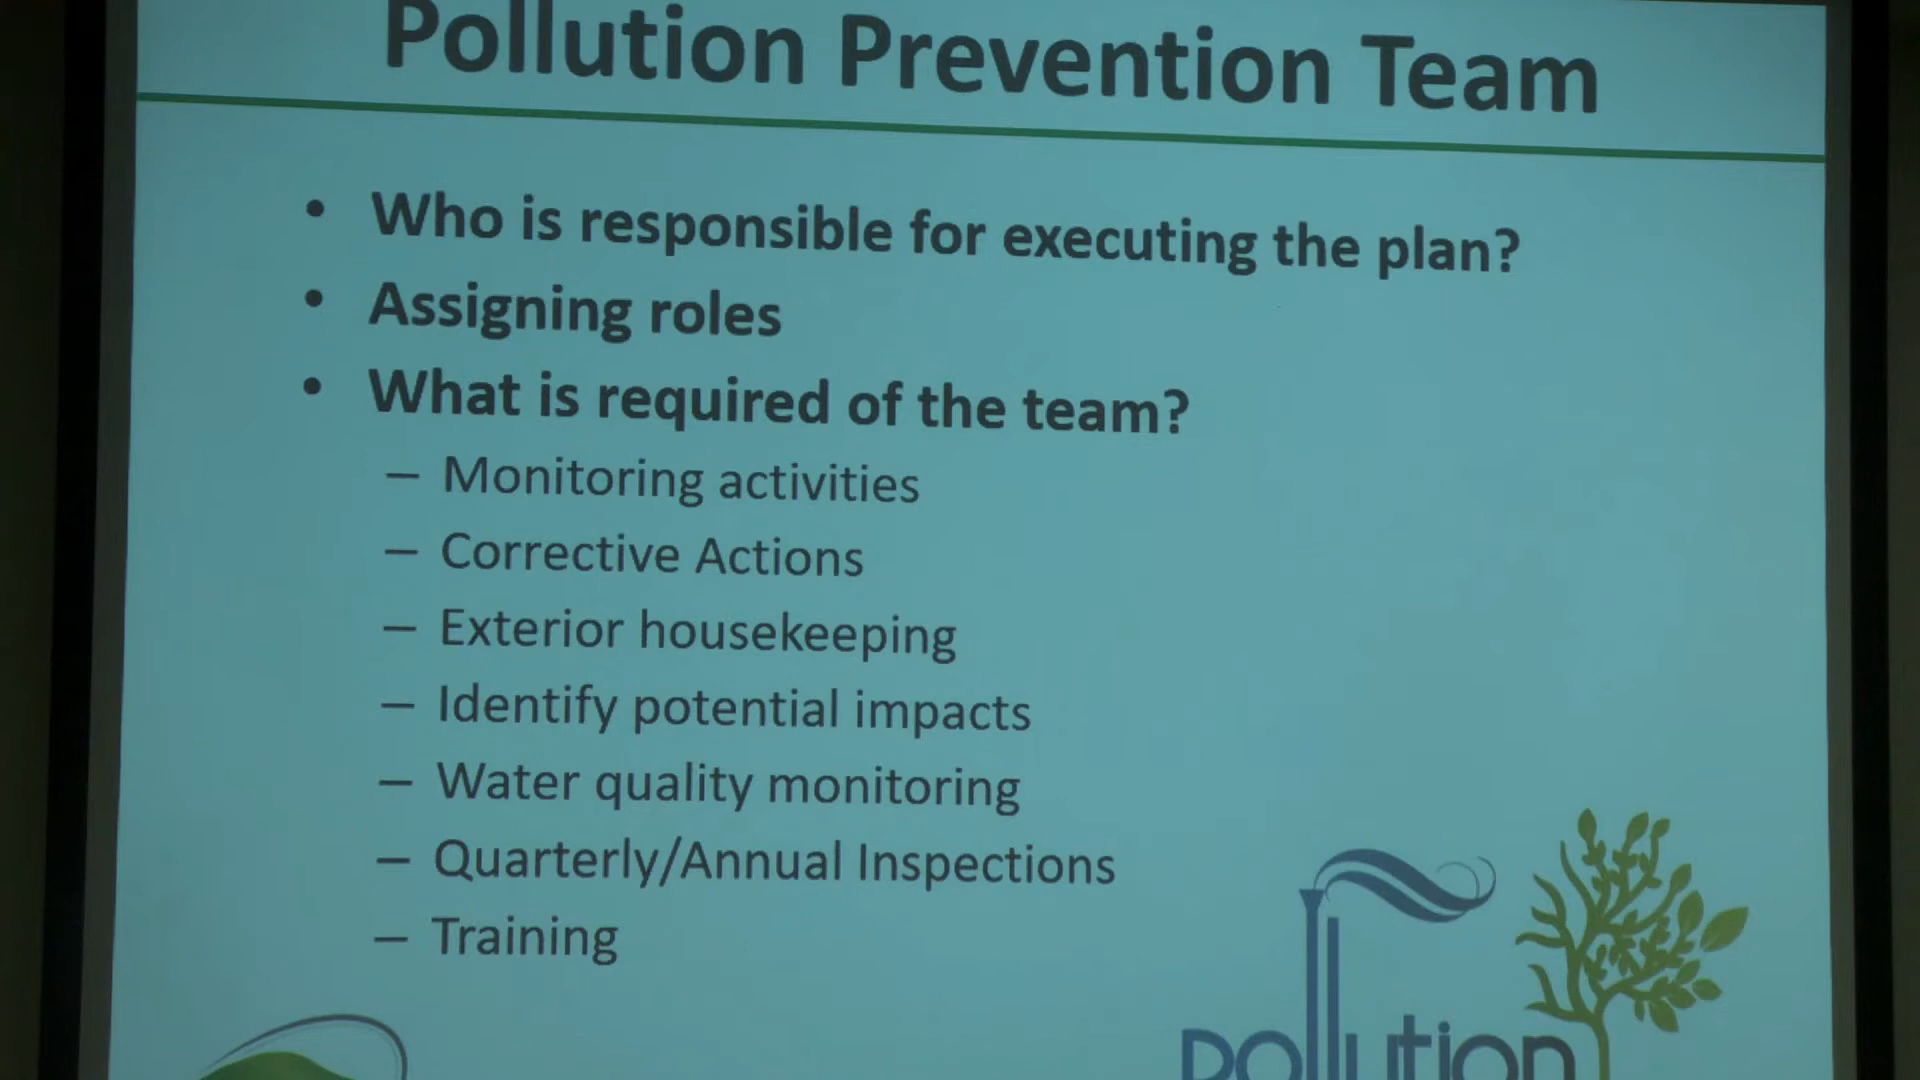 Pollution Prevention Team
• Who is responsible for executing the plan?
• Assigning roles
• What is required of the team?
– Monitoring activities
– Corrective Actions
– Exterior housekeeping
– Identify potential impacts
– Water quality monitoring
– Quarterly/Annual Inspections
– Training
pollution